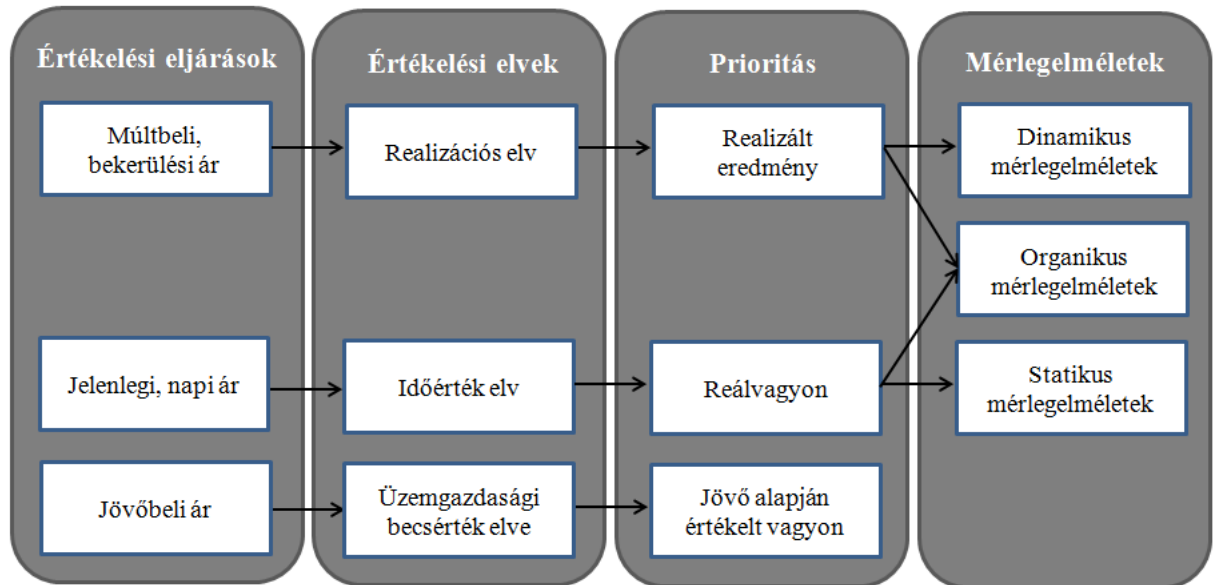 Értékelési eljárások
Múltbeli,
bekerülési ár
Jelenlegi, napi ár
Jövőbeli ár
Értékelési elvek
Realizációs elv
Időérték elv
Üzemgazdasági
becsérték elve
Prioritás
Realizált
eredmény
Reálvagyon
Jövő alapján
értékelt vagyon
Mérlegelméletek
Dinamikus
mérlegelméletek
Organikus
mérlegelméletek
Statikus
mérlegelméletek